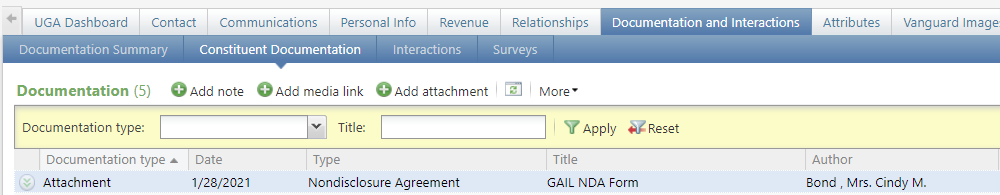 UGA Dashboard Contact Communications Personal Info Revenue Relationships Documentation and Interactions Attributes Vanguard Images
Documentation Summary Constituent Documentation Interactions Surveys
Documentation (5) Add note Add media link Add attachment More
Documentation type: Title: Apply Reset
Documentation type Date Type Title Author
Attachment 1/28/2021 Nondisclosure Agreement GAIL NDA Form Bond , Mrs. Cindy M.